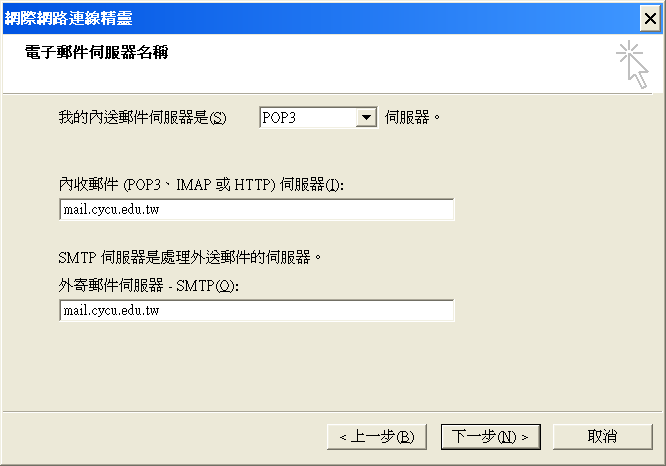 網際網路連線精靈
電子郵件伺服器名稱
我的內送郵件伺服器是(S) POP3 伺服器。
內收郵件 (POP3、IMAP 或 HTTP) 伺服器(I):
mail.cycu.edu.tw
SMTP 伺服器是處理外送郵件的伺服器。
外寄郵件伺服器 - SMTP(O):
mail.cycu.edu.tw
< 上一步(B) 下一步(N) > 取消